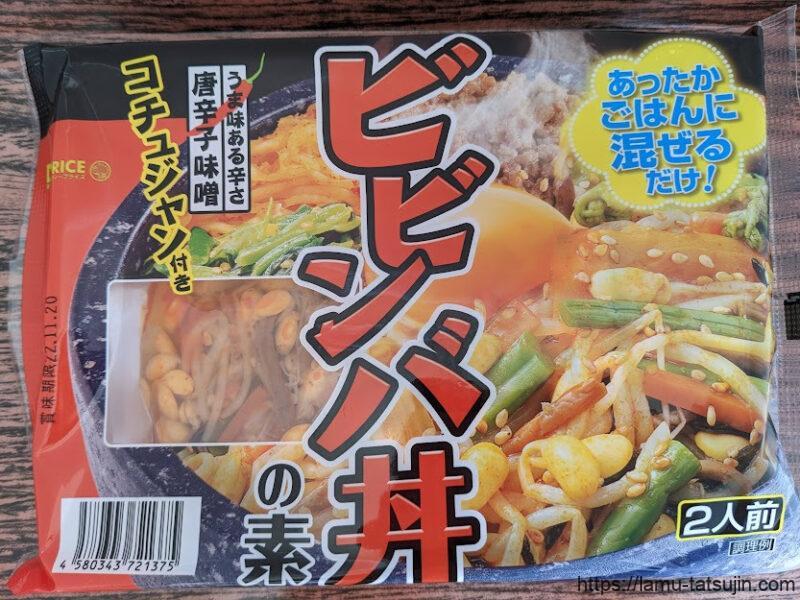 ビビンバ丼
の素
うま味ある辛さ
唐辛子味噌
コチュジャン付き
あったか
ごはんに
混ぜる
だけ!
RICE
賞味期限22.11.20
2人前
調理例
4 580343 721375
https://lamu-tatsujin.com